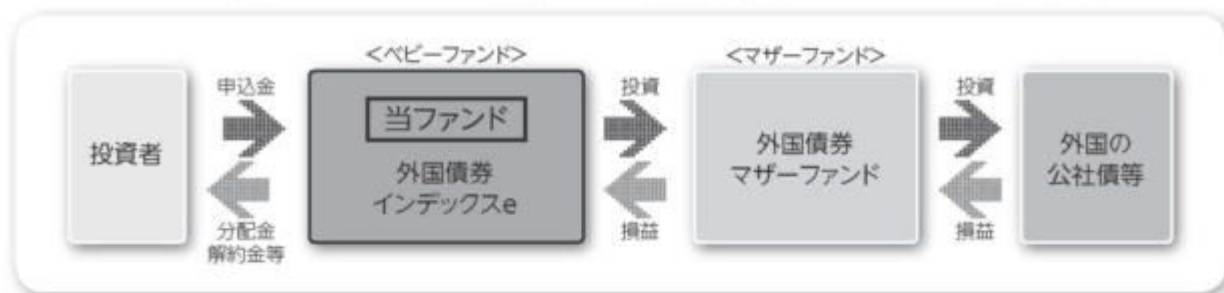 <ベビーファンド>
<マザーファンド>
投資者
申込金
分配金
解約金等
当ファンド
外国債券
インデックスe
投資
損益
外国債券
マザーファンド
投資
損益
外国の
公社債等